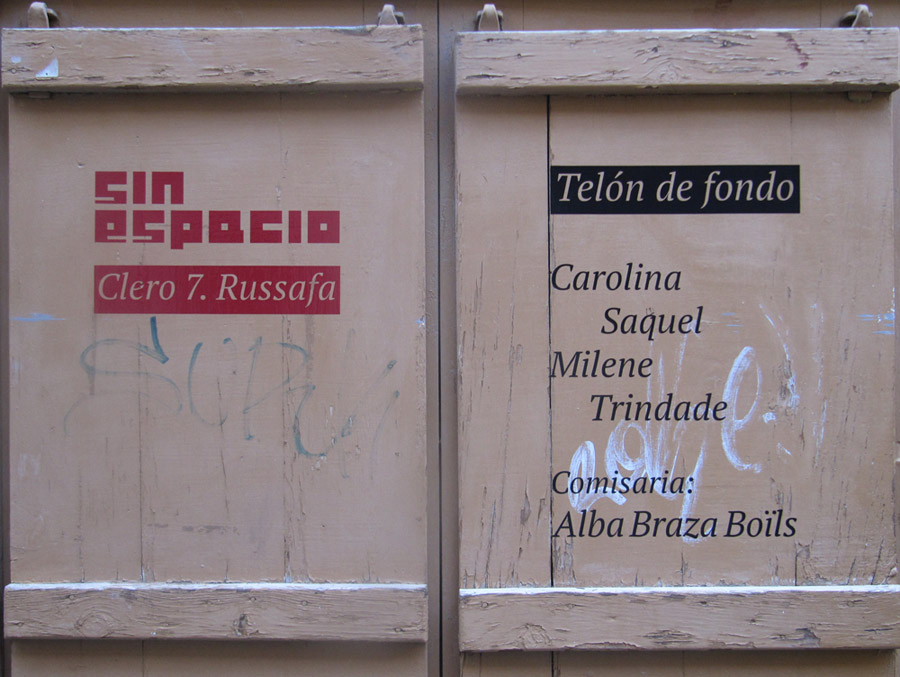 sin
espacio
Clero 7. Russafa
Telón de fondo
Carolina
Saquel
Milene
Trindade
Comisaria:
Alba Braza Boïls